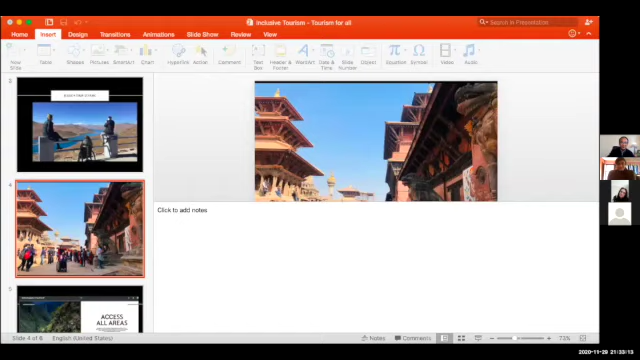 Inclusive Tourism - Tourism for all
Search in Presentation
Home Insert Design Transitions Animations Slide Show Review View
New Slide Table Shapes Pictures SmartArt Chart Hyperlink Action Comment Text Box Header & Footer WordArt Date & Time Slide Number Object Equation Symbol Video Audio
3
4
5
ACCESS
ALL AREAS
Click to add notes
Slide 4 of 6 English (United States) Notes Comments 73%
2020-11-29 21:33:13